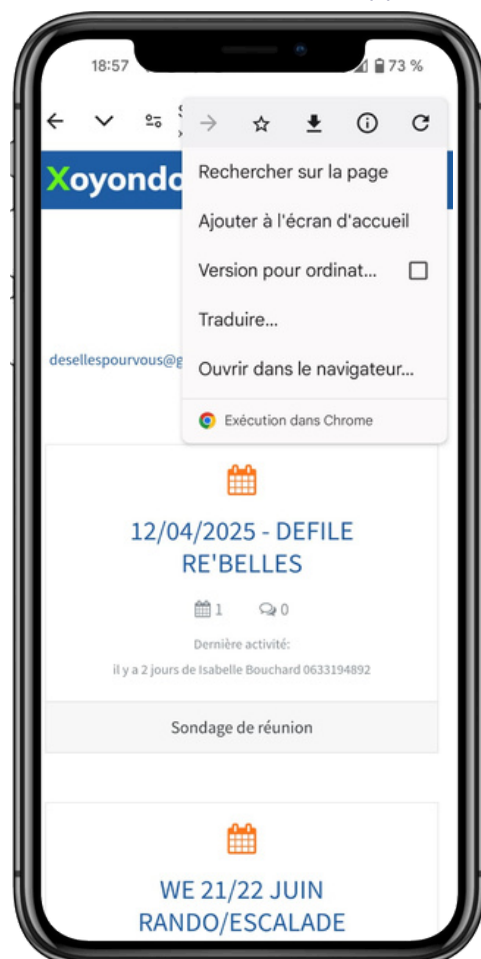 18:57
73 %
Xoyondo
Rechercher sur la page
Ajouter à l'écran d'accueil
Version pour ordinat...
Traduire...
desellespourvous@g
Ouvrir dans le navigateur...
Exécution dans Chrome
12/04/2025 - DEFILE
RE'BELLES
1 0
Dernière activité:
il y a 2 jours de Isabelle Bouchard 0633194892
Sondage de réunion
WE 21/22 JUIN
RANDO/ESCALADE